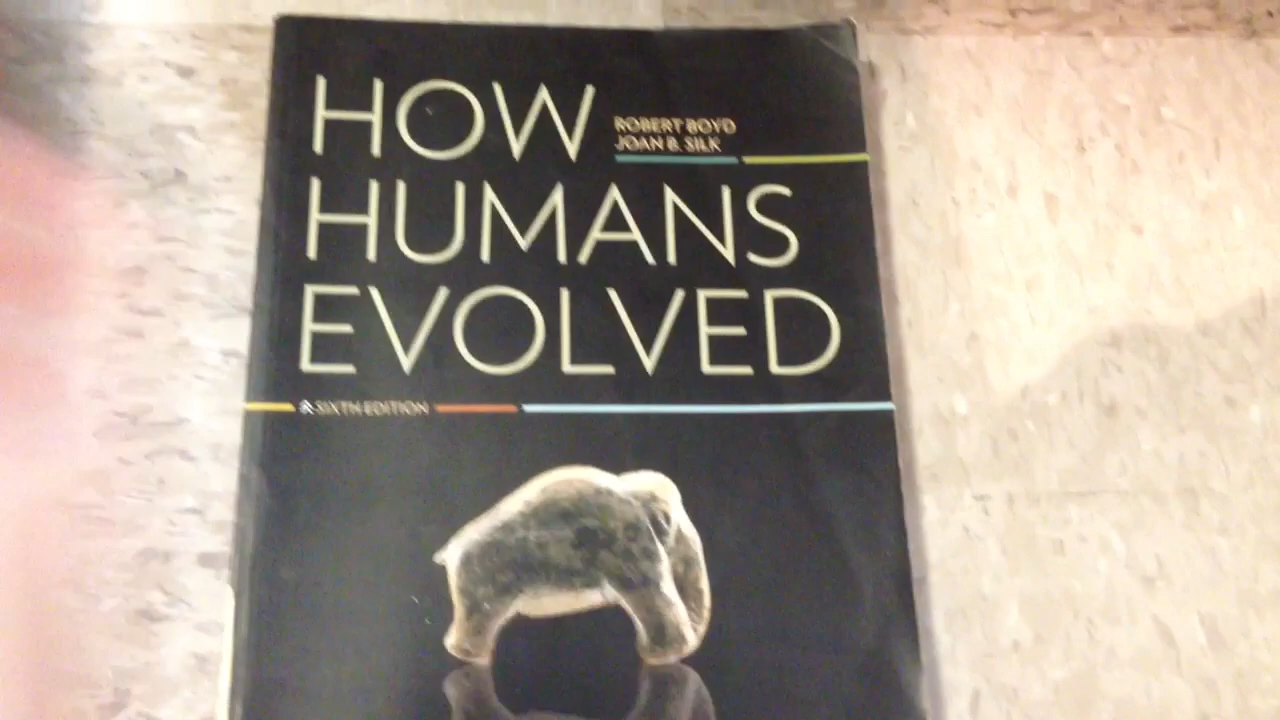 HOW
ROBERT BOYD
JOAN B. SILK
HUMANS
EVOLVED
SIXTH EDITION